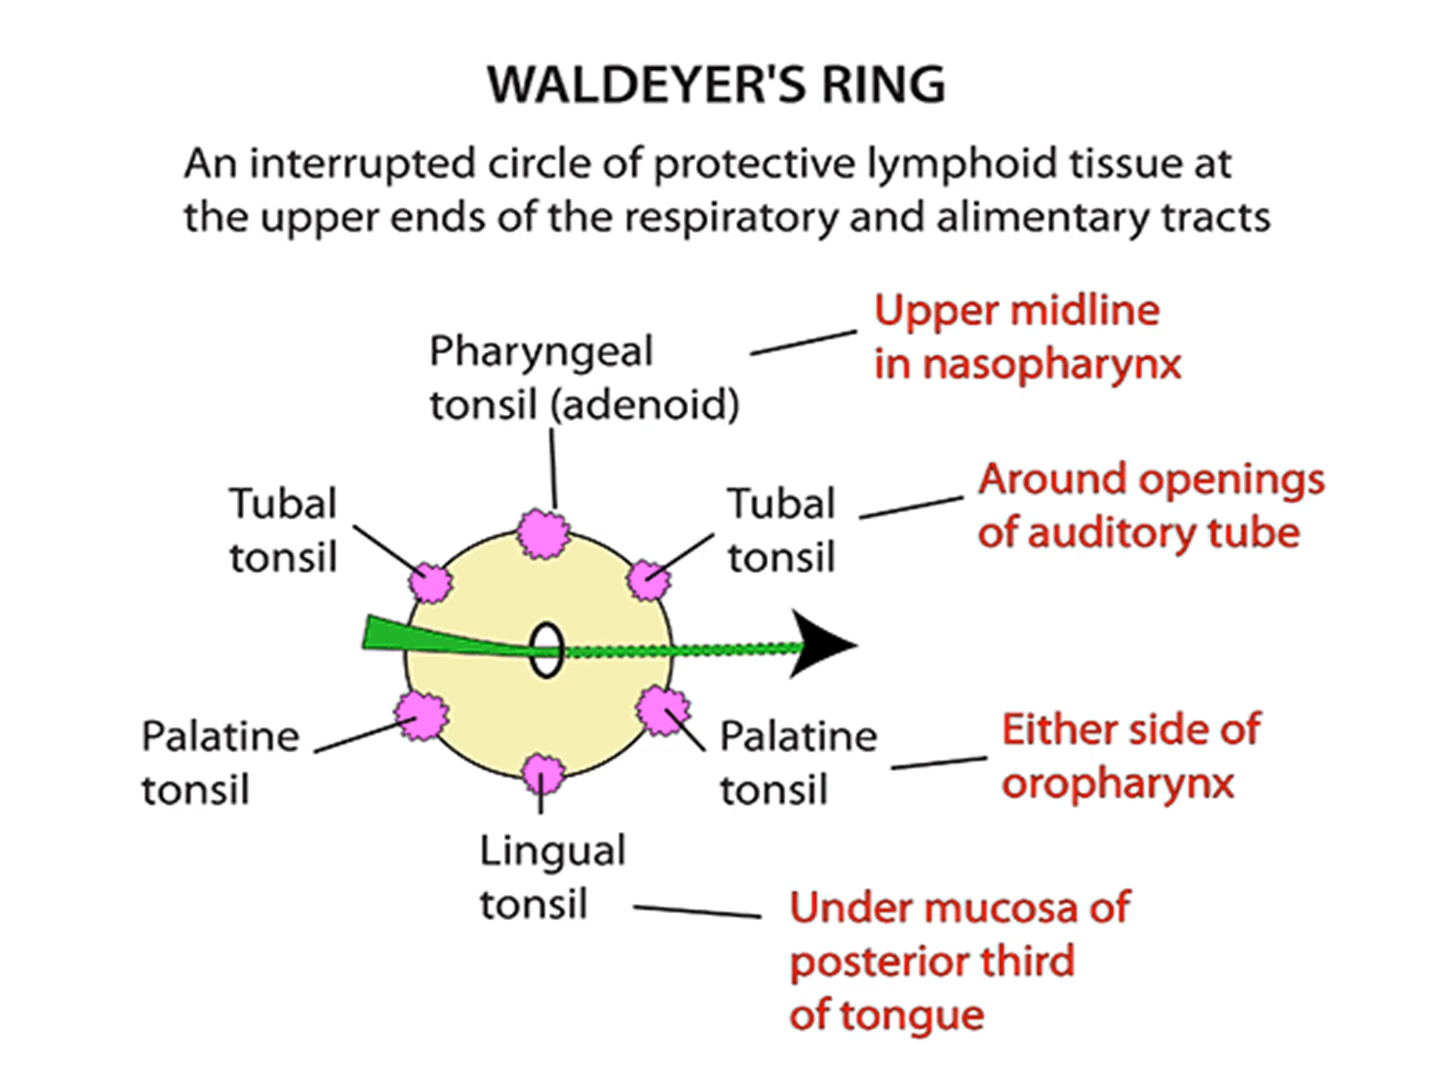 WALDEYER'S RING
An interrupted circle of protective lymphoid tissue at
the upper ends of the respiratory and alimentary tracts
Upper midline
in nasopharynx
Pharyngeal
tonsil (adenoid)
Tubal
tonsil
Tubal
tonsil
Around openings
of auditory tube
Palatine
tonsil
Palatine
tonsil
Either side of
oropharynx
Lingual
tonsil
Under mucosa of
posterior third
of tongue